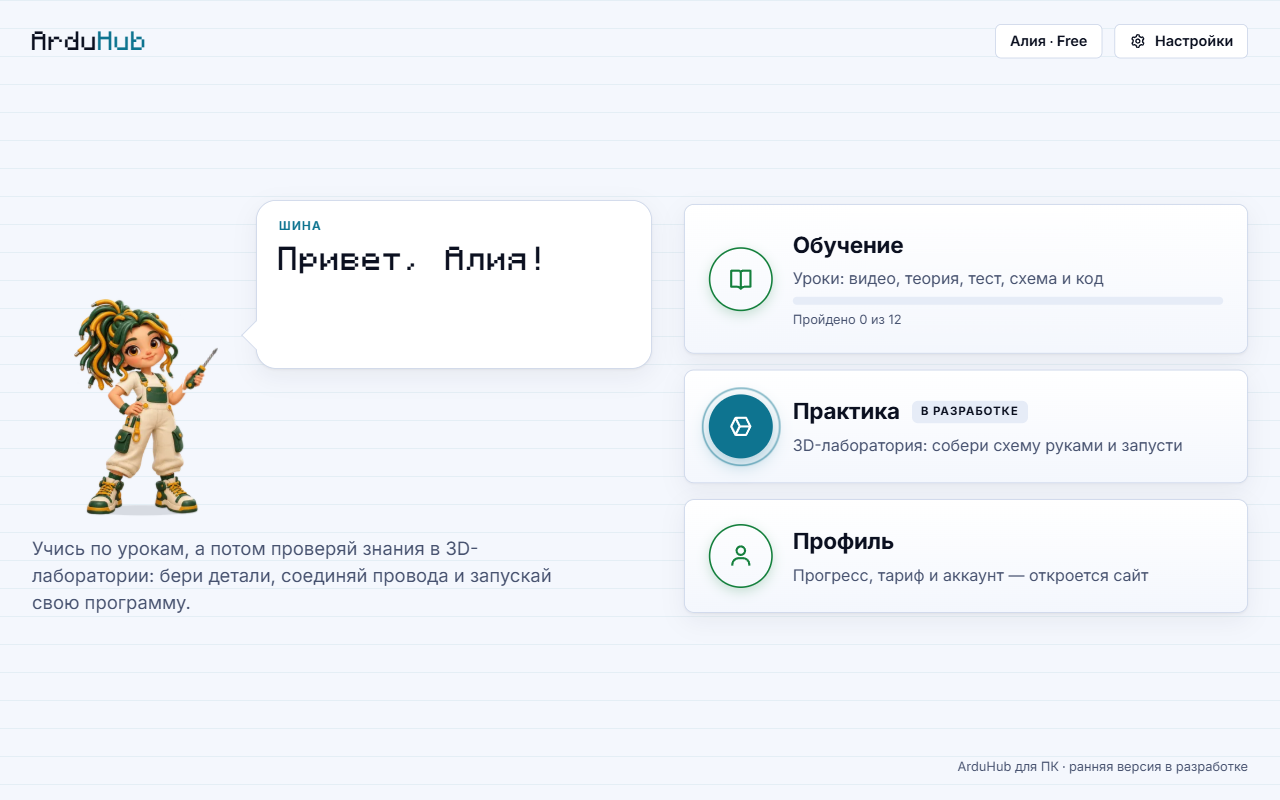 ArduHub
Алия · Free
Настройки
ШИНА
Привет, Алия!
Учись по урокам, а потом проверяй знания в 3D-
лаборатории: бери детали, соединяй провода и запускай
свою программу.
Обучение
Уроки: видео, теория, тест, схема и код
Пройдено 0 из 12
Практика
В РАЗРАБОТКЕ
3D-лаборатория: собери схему руками и запусти
Профиль
Прогресс, тариф и аккаунт — откроется сайт
ArduHub для ПК · ранняя версия в разработке